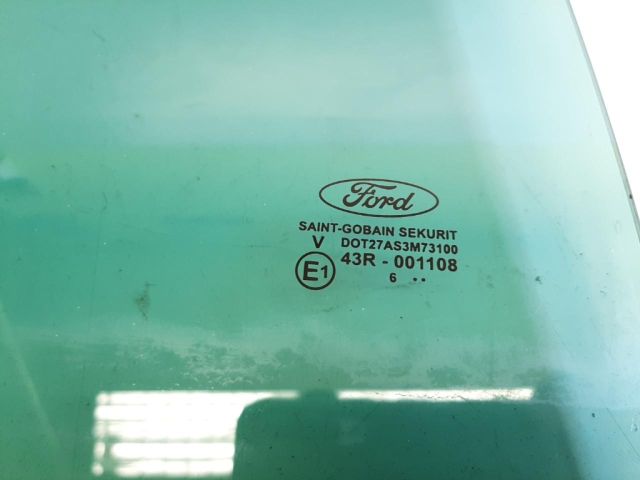 Ford
SAINT-GOBAIN SEKURIT
V DOT27AS3M73100
E1 43R - 001108
6 ..